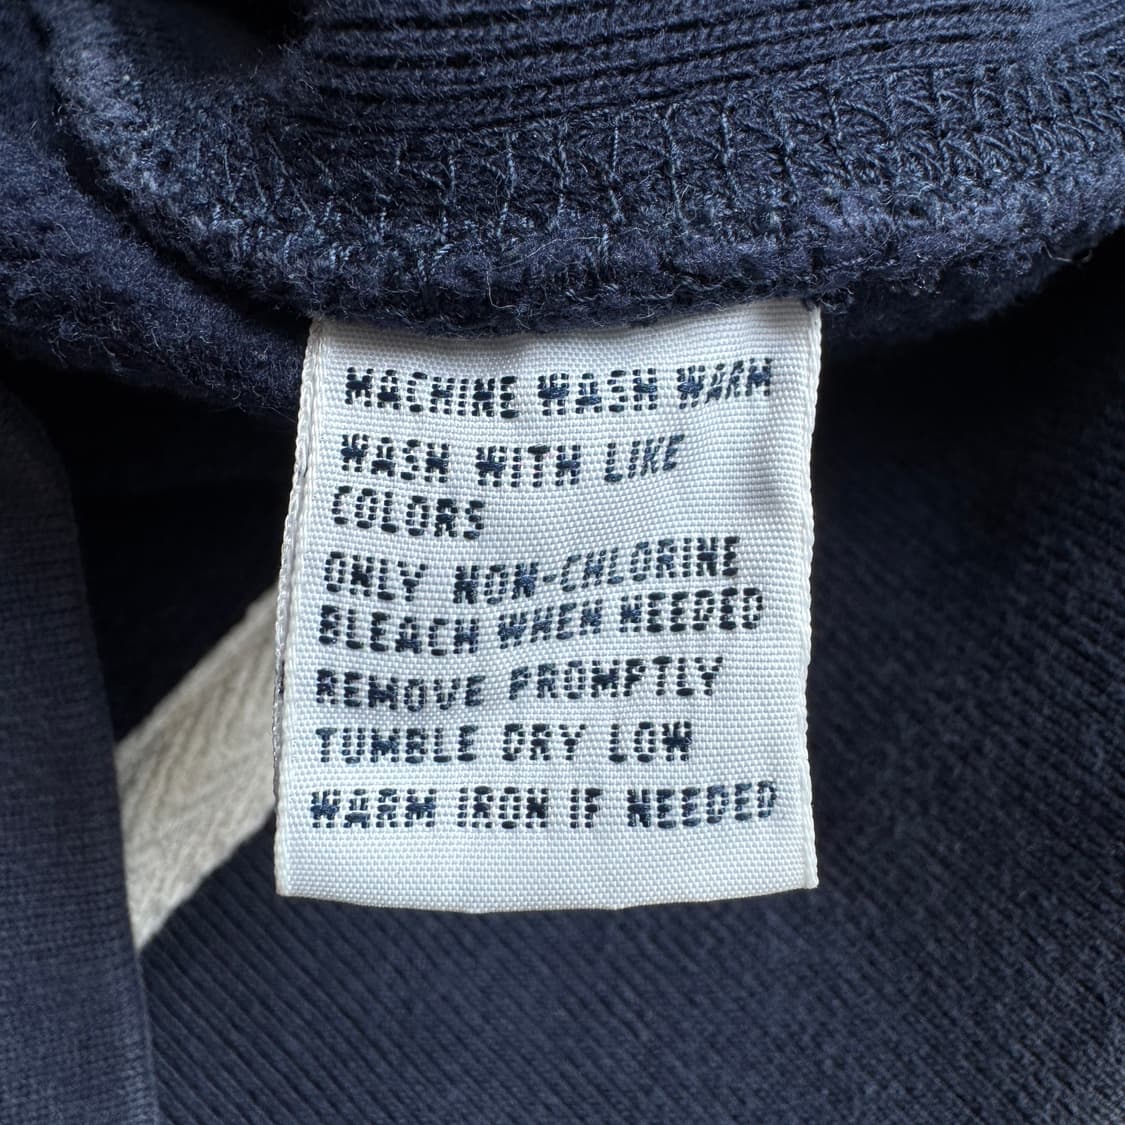 MACHINE WASH WARM
WASH WITH LIKE
COLORS
ONLY NON-CHLORINE
BLEACH WHEN NEEDED
REMOVE PROMPTLY
TUMBLE DRY LOW
WARM IRON IF NEEDED